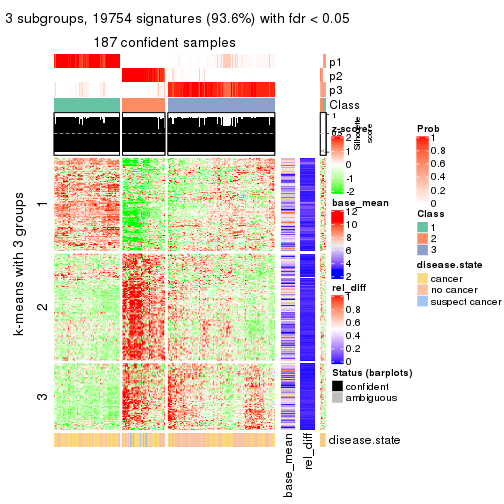 3 subgroups, 19754 signatures (93.6%) with fdr < 0.05
187 confident samples
p1
p2
p3
Class
1
0
Silhouette
score
k-means with 3 groups
1
2
3
disease.state
base_mean
rel_diff
z-score
2
1
0
-1
-2
base_mean
12
10
8
6
4
2
rel_diff
1
0.8
0.6
0.4
0.2
0
Status (barplots)
confident
ambiguous
Prob
1
0.8
0.6
0.4
0.2
0
Class
1
2
3
disease.state
cancer
no cancer
suspect cancer